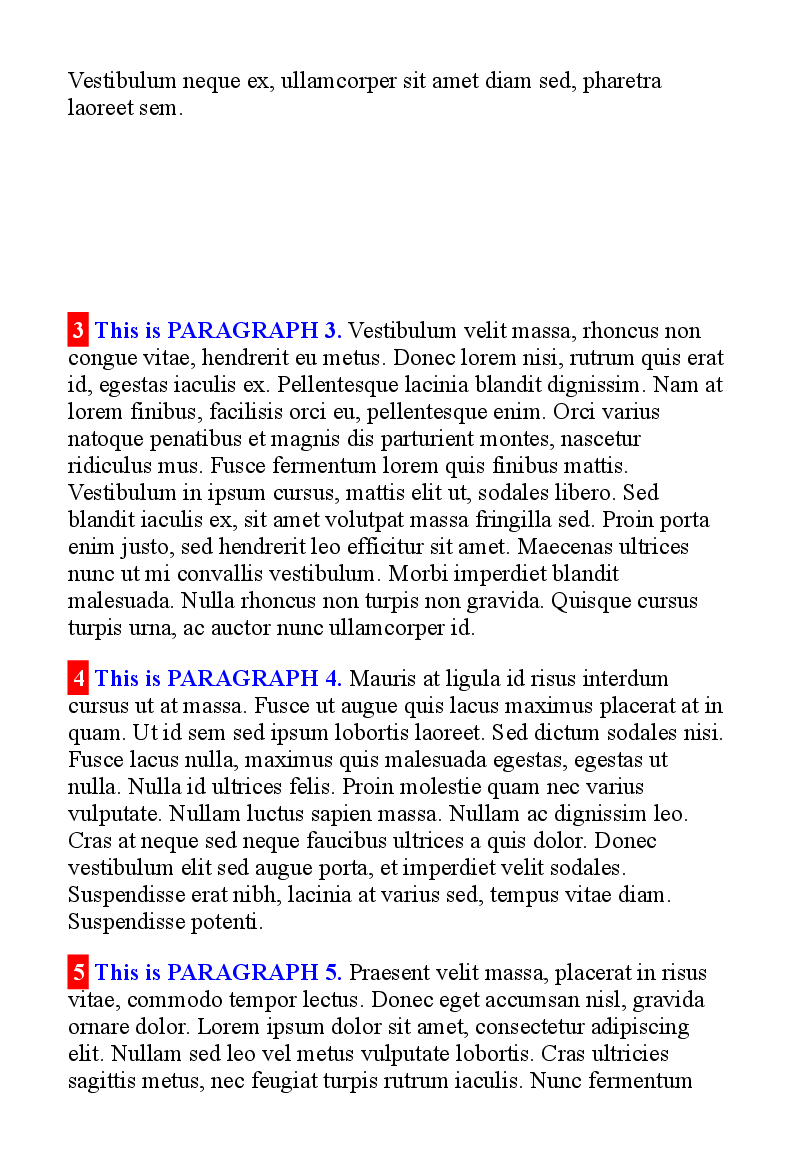 Vestibulum neque ex, ullamcorper sit amet diam sed, pharetra
laoreet sem.
3 This is PARAGRAPH 3. Vestibulum velit massa, rhoncus non
congue vitae, hendrerit eu metus. Donec lorem nisi, rutrum quis erat
id, egestas iaculis ex. Pellentesque lacinia blandit dignissim. Nam at
lorem finibus, facilisis orci eu, pellentesque enim. Orci varius
natoque penatibus et magnis dis parturient montes, nascetur
ridiculus mus. Fusce fermentum lorem quis finibus mattis.
Vestibulum in ipsum cursus, mattis elit ut, sodales libero. Sed
blandit iaculis ex, sit amet volutpat massa fringilla sed. Proin porta
enim justo, sed hendrerit leo efficitur sit amet. Maecenas ultrices
nunc ut mi convallis vestibulum. Morbi imperdiet blandit
malesuada. Nulla rhoncus non turpis non gravida. Quisque cursus
turpis urna, ac auctor nunc ullamcorper id.
4 This is PARAGRAPH 4. Mauris at ligula id risus interdum
cursus ut at massa. Fusce ut augue quis lacus maximus placerat at in
quam. Ut id sem sed ipsum lobortis laoreet. Sed dictum sodales nisi.
Fusce lacus nulla, maximus quis malesuada egestas, egestas ut
nulla. Nulla id ultrices felis. Proin molestie quam nec varius
vulputate. Nullam luctus sapien massa. Nullam ac dignissim leo.
Cras at neque sed neque faucibus ultrices a quis dolor. Donec
vestibulum elit sed augue porta, et imperdiet velit sodales.
Suspendisse erat nibh, lacinia at varius sed, tempus vitae diam.
Suspendisse potenti.
5 This is PARAGRAPH 5. Praesent velit massa, placerat in risus
vitae, commodo tempor lectus. Donec eget accumsan nisl, gravida
ornare dolor. Lorem ipsum dolor sit amet, consectetur adipiscing
elit. Nullam sed leo vel metus vulputate lobortis. Cras ultricies
sagittis metus, nec feugiat turpis rutrum iaculis. Nunc fermentum